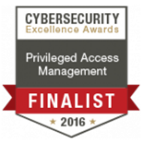 CYBERSECURITY
Excellence Awards
Privileged Access
Management
FINALIST
2016